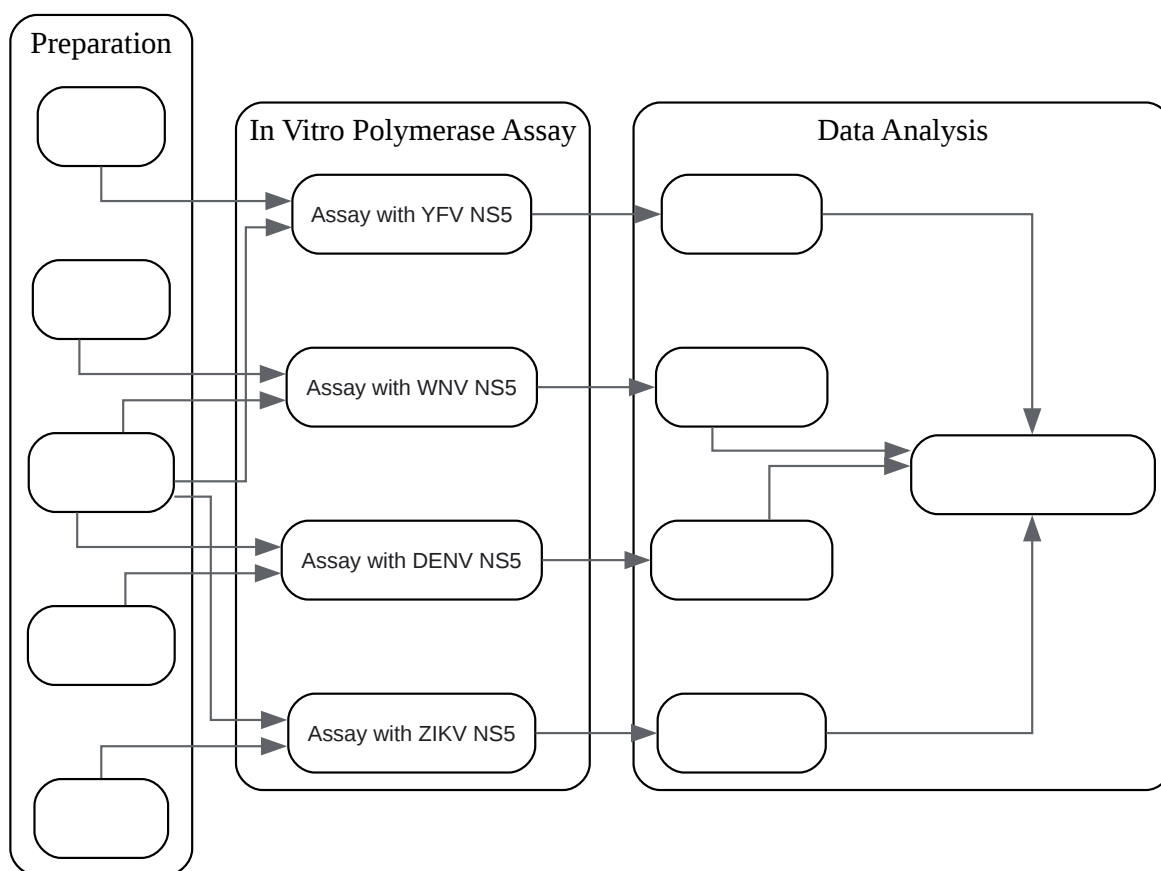 Preparation
In Vitro Polymerase Assay
Data Analysis
Assay with YFV NS5
Assay with WNV NS5
Assay with DENV NS5
Assay with ZIKV NS5